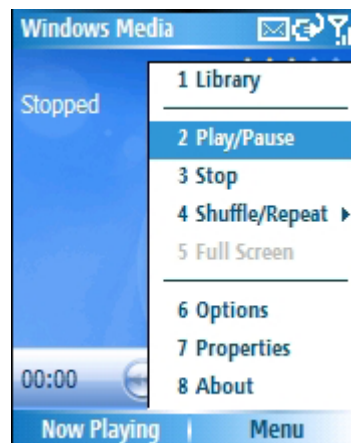 Windows Media
Stopped
1 Library
2 Play/Pause
3 Stop
4 Shuffle/Repeat
5 Full Screen
6 Options
7 Properties
8 About
00:00
Now Playing
Menu